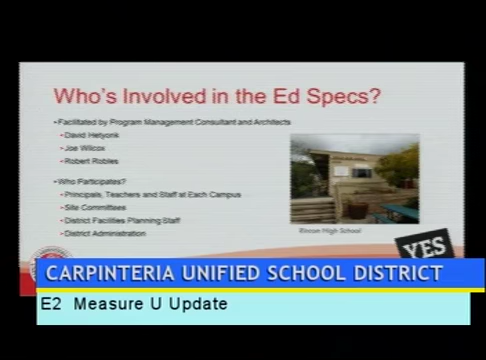 Who's Involved in the Ed Specs?
Facilitated by Program Management Consultant and Architects
David Hetyonk
Joe Wilcox
Robert Robles
Who Participates?
Principals, Teachers and Staff at Each Campus
Site Committees
District Facilities Planning Staff
District Administration
Rincon High School
YES
CARPINTERIA UNIFIED SCHOOL DISTRICT
E2 Measure U Update